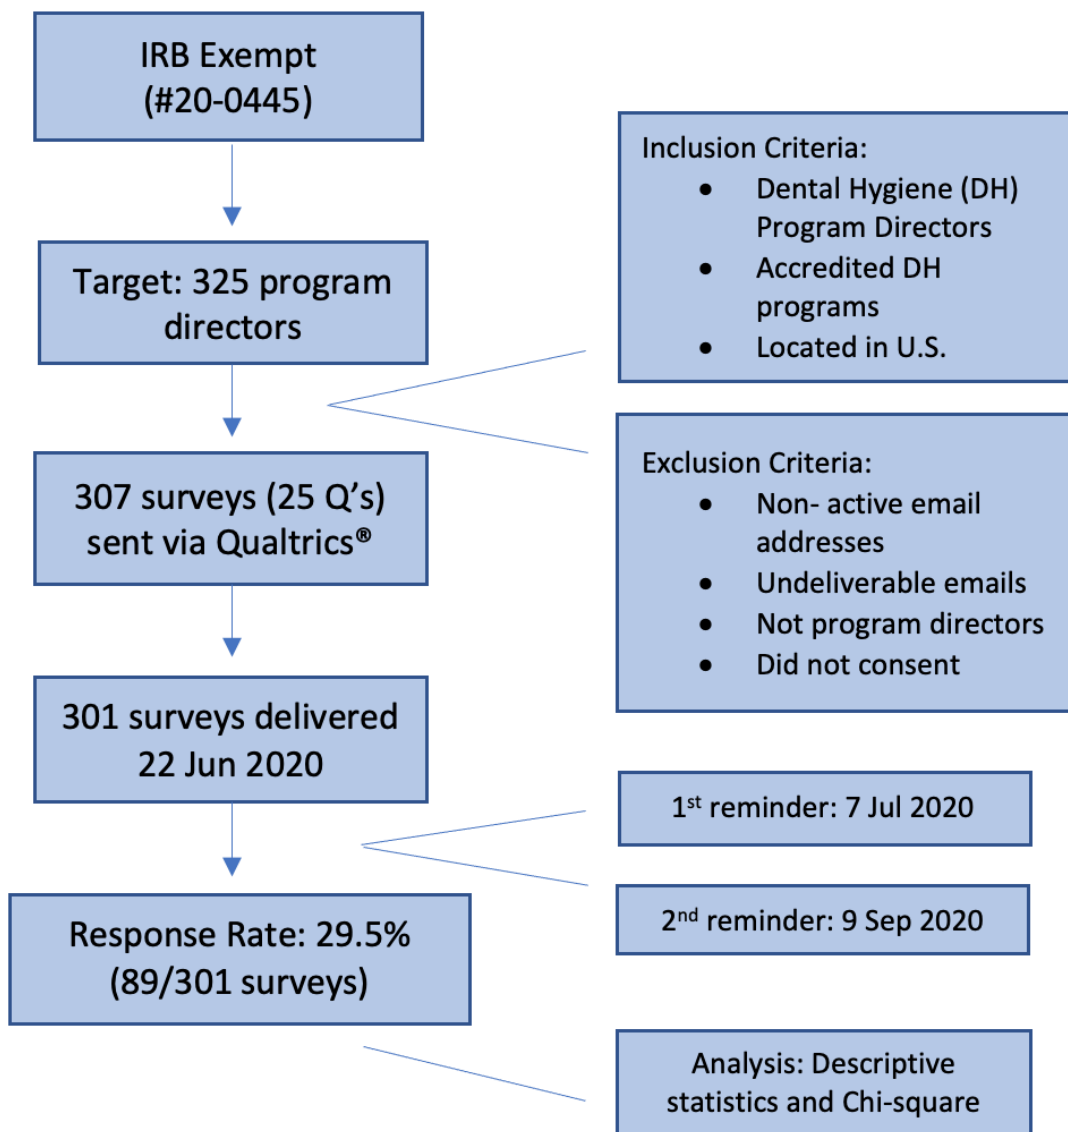 IRB Exempt
(#20-0445)
Target: 325 program
directors
Inclusion Criteria:
• Dental Hygiene (DH)
Program Directors
• Accredited DH
programs
• Located in U.S.
307 surveys (25 Q’s)
sent via Qualtrics®
Exclusion Criteria:
• Non- active email
addresses
• Undeliverable emails
• Not program directors
• Did not consent
301 surveys delivered
22 Jun 2020
1st reminder: 7 Jul 2020
2nd reminder: 9 Sep 2020
Response Rate: 29.5%
(89/301 surveys)
Analysis: Descriptive
statistics and Chi-square